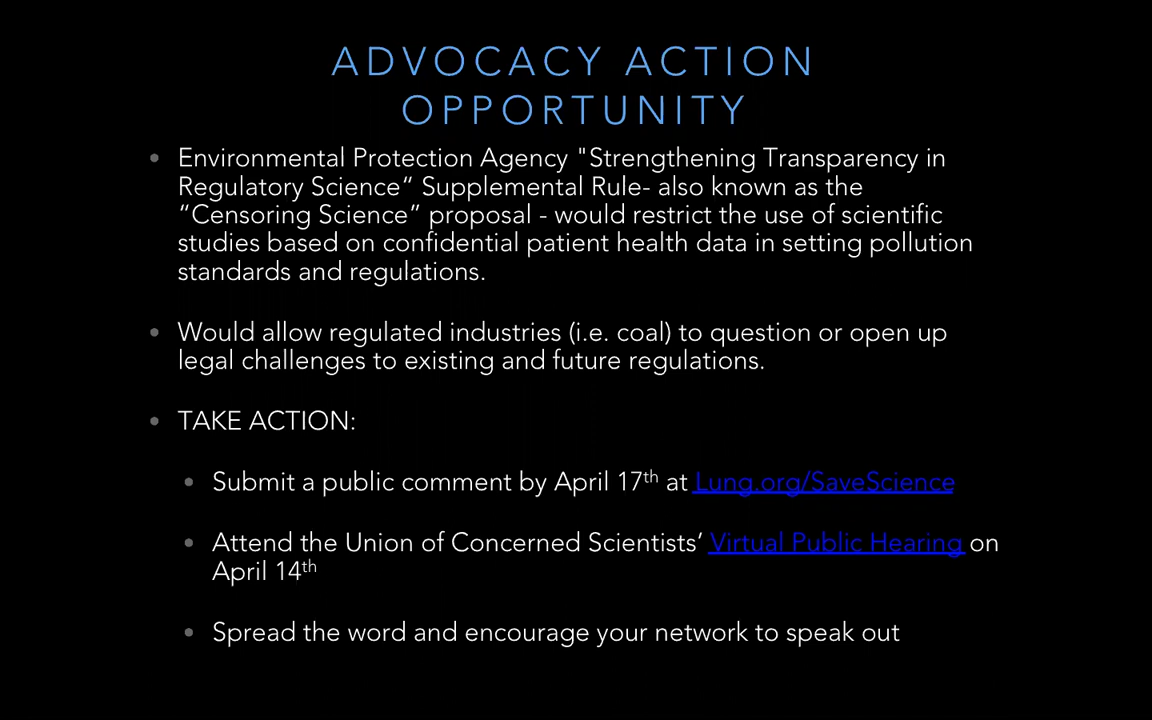 ADVOCACY ACTION
OPPORTUNITY
• Environmental Protection Agency "Strengthening Transparency in
Regulatory Science“ Supplemental Rule- also known as the
“Censoring Science” proposal - would restrict the use of scientific
studies based on confidential patient health data in setting pollution
standards and regulations.
• Would allow regulated industries (i.e. coal) to question or open up
legal challenges to existing and future regulations.
• TAKE ACTION:
• Submit a public comment by April 17th at Lung.org/SaveScience
• Attend the Union of Concerned Scientists’ Virtual Public Hearing on
April 14th
• Spread the word and encourage your network to speak out